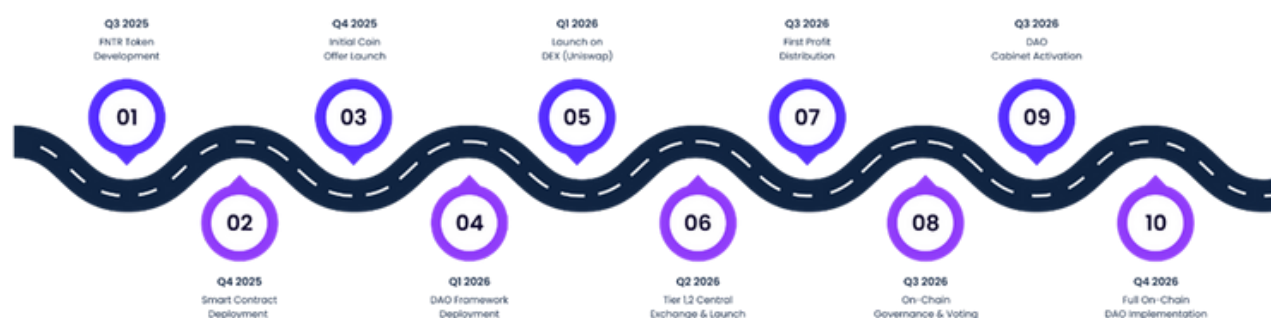 Q3 2025
FNTR Token
Development
01
Q4 2025
Smart Contract
Deployment
02
Q4 2025
Initial Coin
Offer Launch
03
Q1 2026
DAO Framework
Deployment
04
Q1 2026
Launch on
DEX (Uniswap)
05
Q2 2026
Tier 1,2 Central
Exchange & Launch
06
Q3 2026
First Profit
Distribution
07
Q3 2026
On-Chain
Governance & Voting
08
Q3 2026
DAO
Cabinet Activation
09
Q4 2026
Full On-Chain
DAO Implementation
10